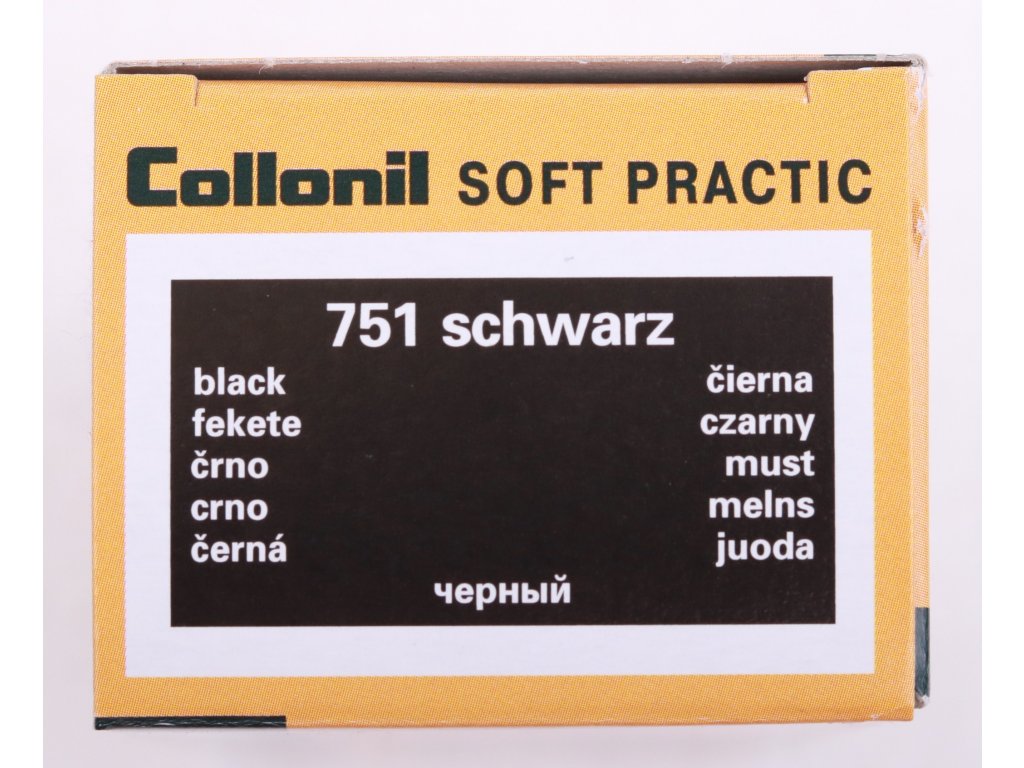 Collonil SOFT PRACTIC
751 schwarz
black čierna
fekete czarny
črno must
crno melns
černá juoda
черный